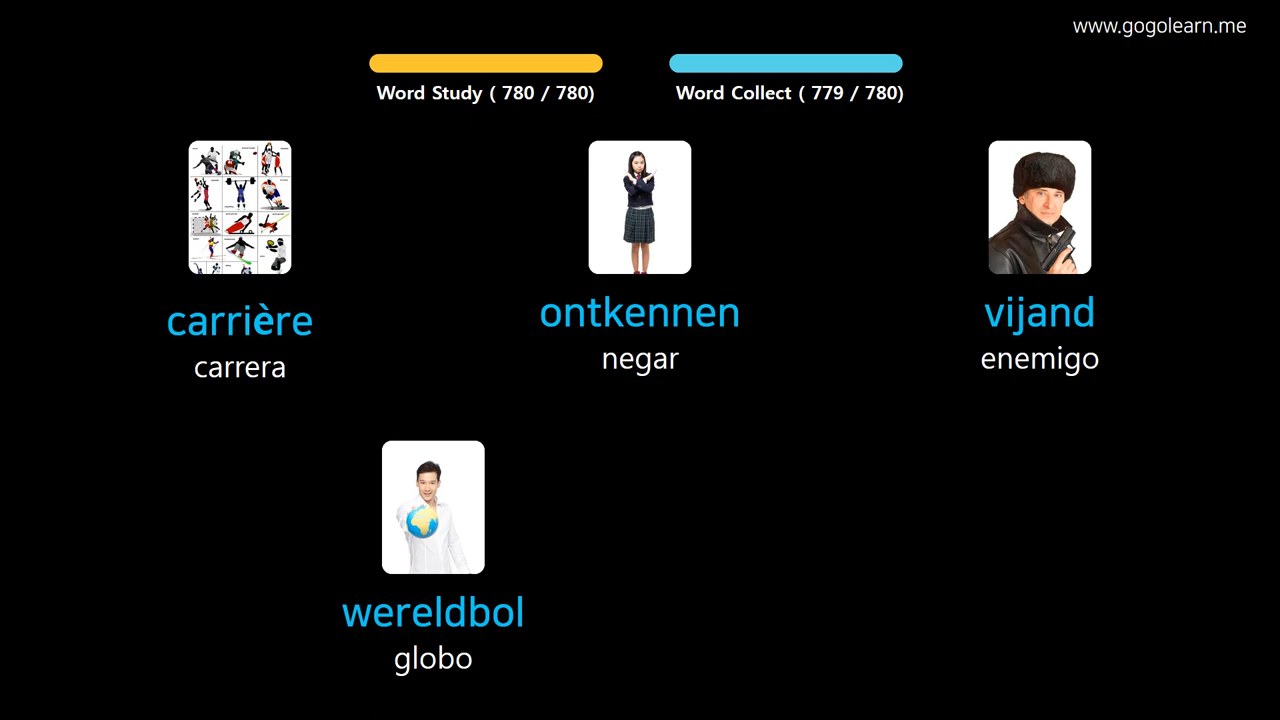 www.gogolearn.me
Word Study ( 780 / 780)
Word Collect ( 779 / 780)
carrière
carrera
ontkennen
negar
vijand
enemigo
wereldbol
globo